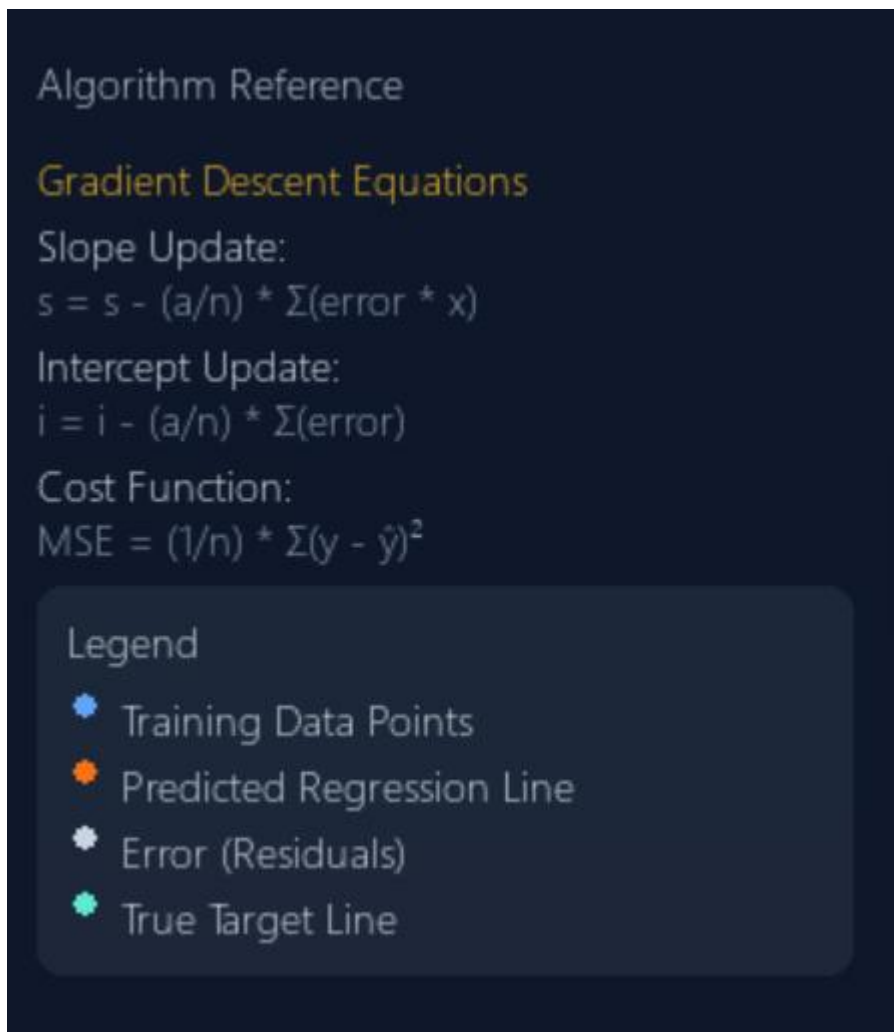 Algorithm Reference
Gradient Descent Equations
Slope Update:
s = s - (a/n) * Σ(error * x)
Intercept Update:
i = i - (a/n) * Σ(error)
Cost Function:
MSE = (1/n) * Σ(y - ŷ)²
Legend
Training Data Points
Predicted Regression Line
Error (Residuals)
True Target Line